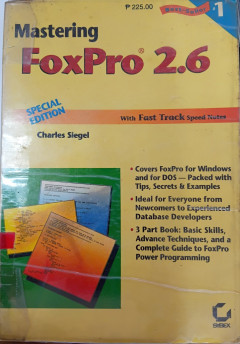 ₱ 225.00
Mastering
FoxPro® 2.6
SPECIAL
EDITION
With Fast Track Speed Notes
Charles Siegel
• Covers FoxPro for Windows
and for DOS — Packed with
Tips, Secrets & Examples
• Ideal for Everyone from
Newcomers to Experienced
Database Developers
• 3 Part Book: Basic Skills,
Advance Techniques, and a
Complete Guide to FoxPro
Power Programming
SYBEX